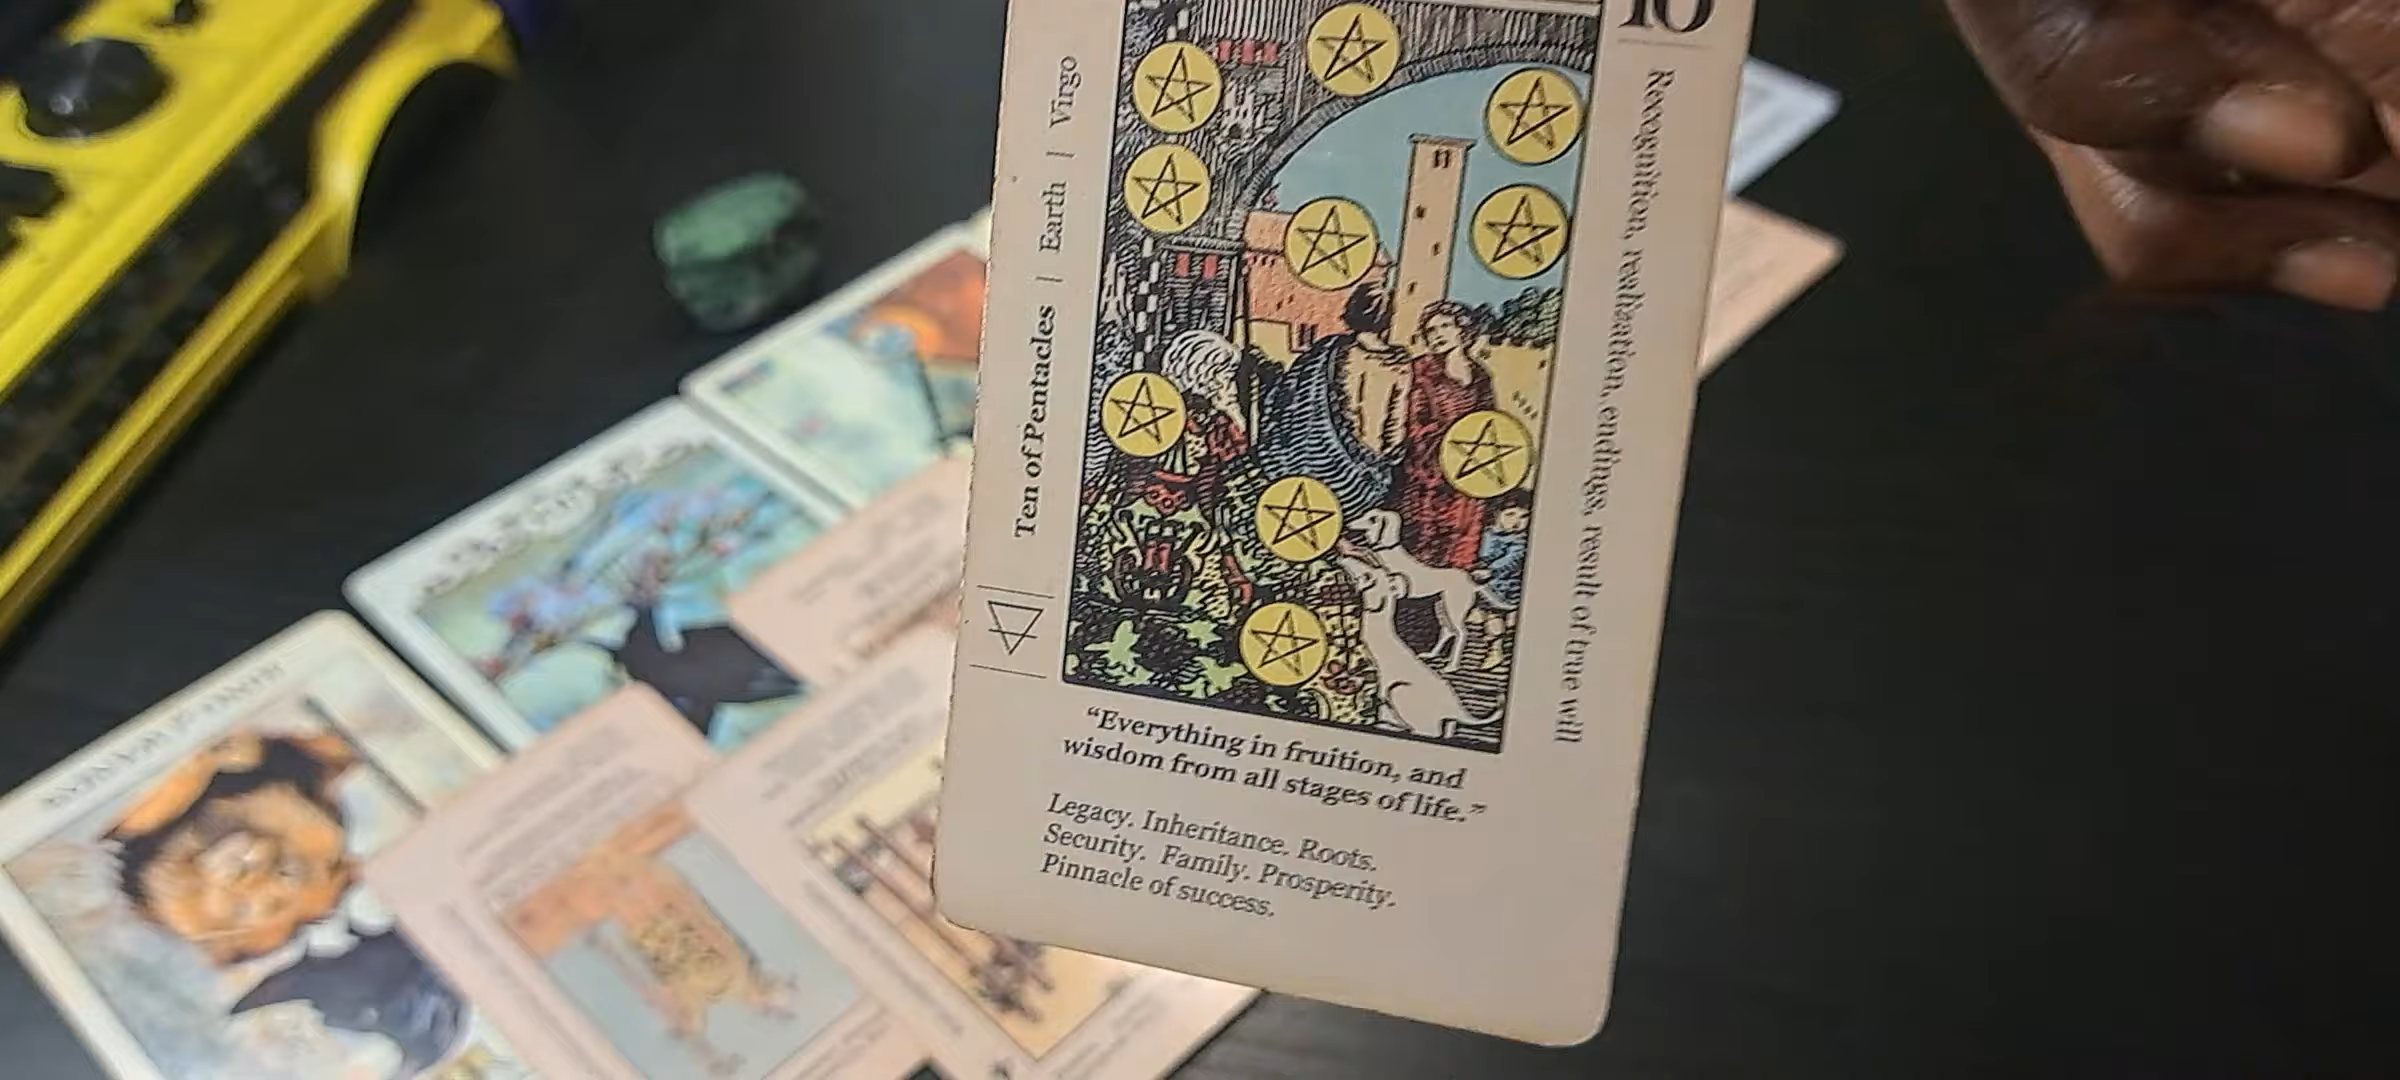 10
Ten of Pentacles | Earth | Virgo
Recognition, realization, endings, result of true will
“Everything in fruition, and
wisdom from all stages of life.”
Legacy. Inheritance. Roots.
Security. Family. Prosperity.
Pinnacle of success.